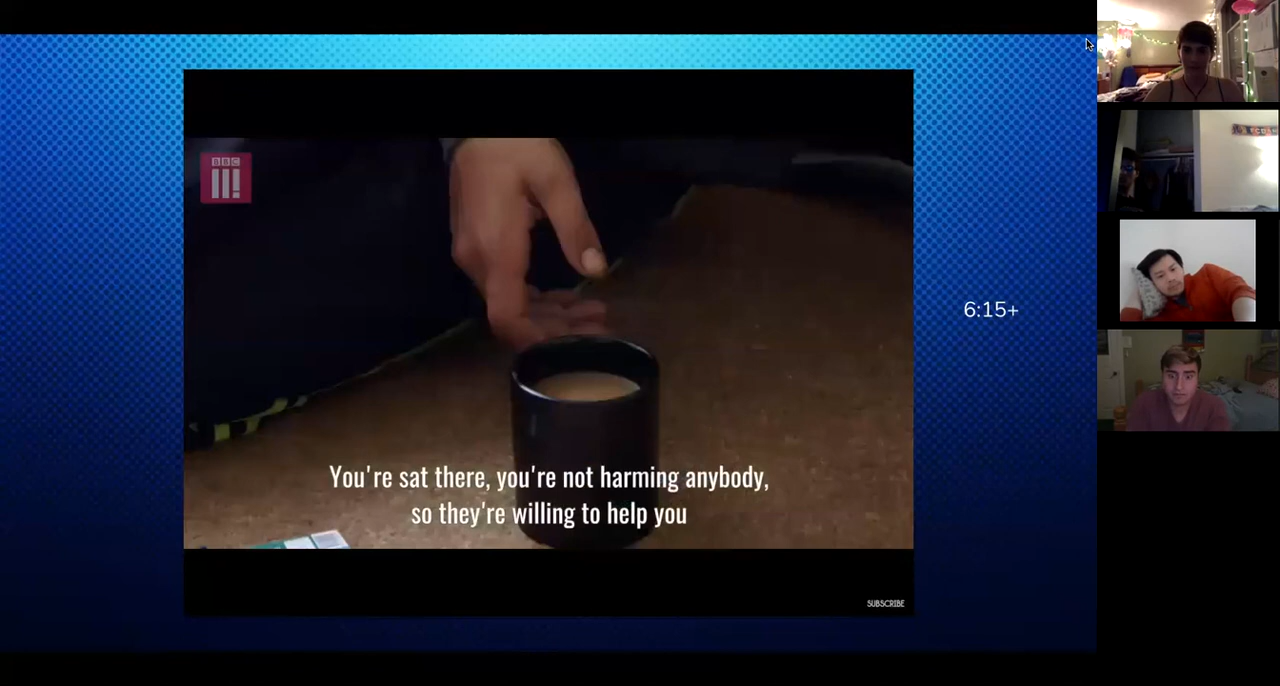 BBC
You're sat there, you're not harming anybody,
so they're willing to help you
6:15+
SUBSCRIBE